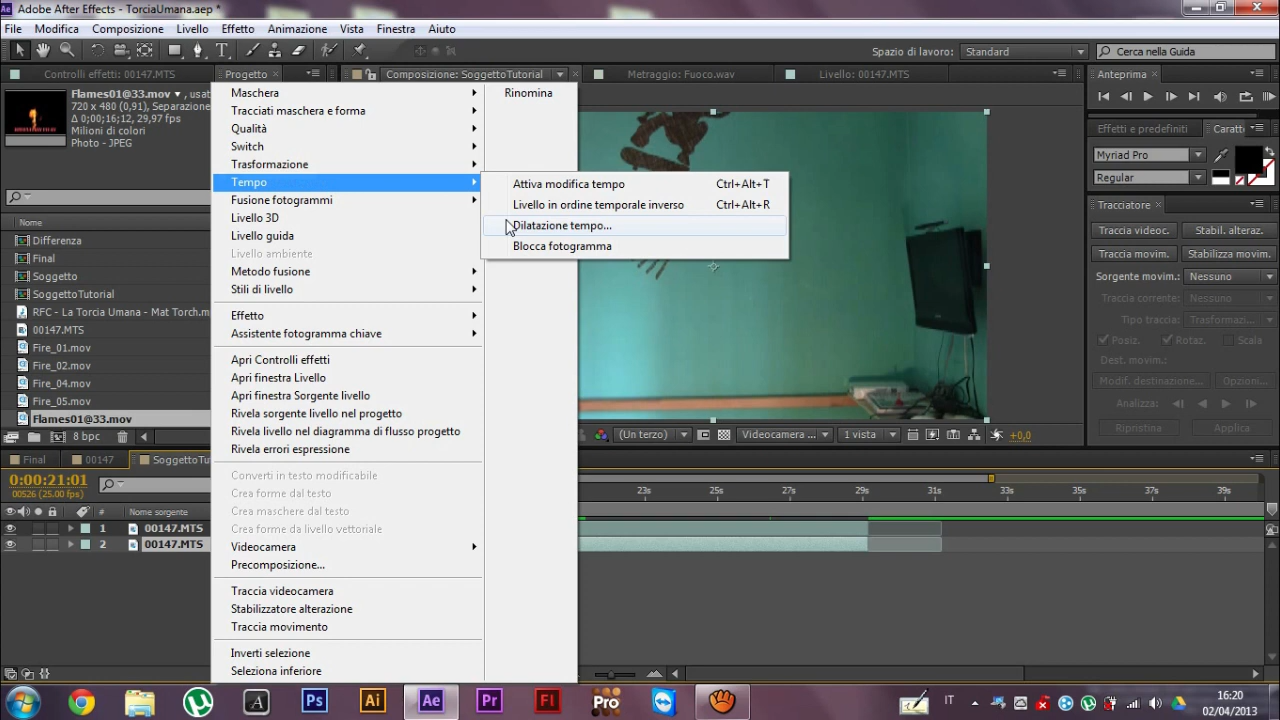 Adobe After Effects - TorciaUmana.aep *
File Modifica Composizione Livello Effetto Animazione Vista Finestra Aiuto
Spazio di lavoro: Standard Cerca nella Guida
Controlli effetti: 00147.MTS Progetto Composizione: SoggettoTutorial Metraggio: Fuoco.wav Livello: 00147.MTS Anteprima
Flames01@33.mov, usat
720 x 480 (0,91), Separazione
Δ 0;00;16;12, 29,97 fps
Milioni di colori
Photo - JPEG
Nome
Differenza
Final
Soggetto
SoggettoTutorial
RFC - La Torcia Umana - Mat Torch.m
00147.MTS
Fire_01.mov
Fire_02.mov
Fire_04.mov
Fire_05.mov
Flames01@33.mov
8 bpc
Maschera
Tracciati maschera e forma
Qualità
Switch
Trasformazione
Tempo
Fusione fotogrammi
Livello 3D
Livello guida
Livello ambiente
Metodo fusione
Stili di livello
Effetto
Assistente fotogramma chiave
Apri Controlli effetti
Apri finestra Livello
Apri finestra Sorgente livello
Rivela sorgente livello nel progetto
Rivela livello nel diagramma di flusso progetto
Rivela errori espressione
Converti in testo modificabile
Crea forme dal testo
Crea maschere dal testo
Crea forme da livello vettoriale
Videocamera
Precomposizione...
Traccia videocamera
Stabilizzatore alterazione
Traccia movimento
Inverti selezione
Seleziona inferiore
Rinomina
Attiva modifica tempo Ctrl+Alt+T
Livello in ordine temporale inverso Ctrl+Alt+R
Dilatazione tempo...
Blocca fotogramma
Effetti e predefiniti Caratt
Myriad Pro
Regular
Tracciatore
Traccia videoc. Stabil. alteraz.
Traccia movim. Stabilizza movim.
Sorgente movim.: Nessuno
Traccia corrente: Nessuno
Tipo traccia: Trasformazi...
Posiz. Rotaz. Scala
Dest. movim.:
Modif. destinazione... Opzioni...
Analizza:
Ripristina Applica
(Un terzo) Videocamera ... 1 vista +0,0
Final 00147 SoggettoTu
0:00:21:01
00526 (25.00 fps)
23s 25s 27s 29s 31s 33s 35s 37s 39s
# Nome sorgente
1 00147.MTS
2 00147.MTS
A Ps Ai Ae Pr Fl Pro
IT
16:20
02/04/2013